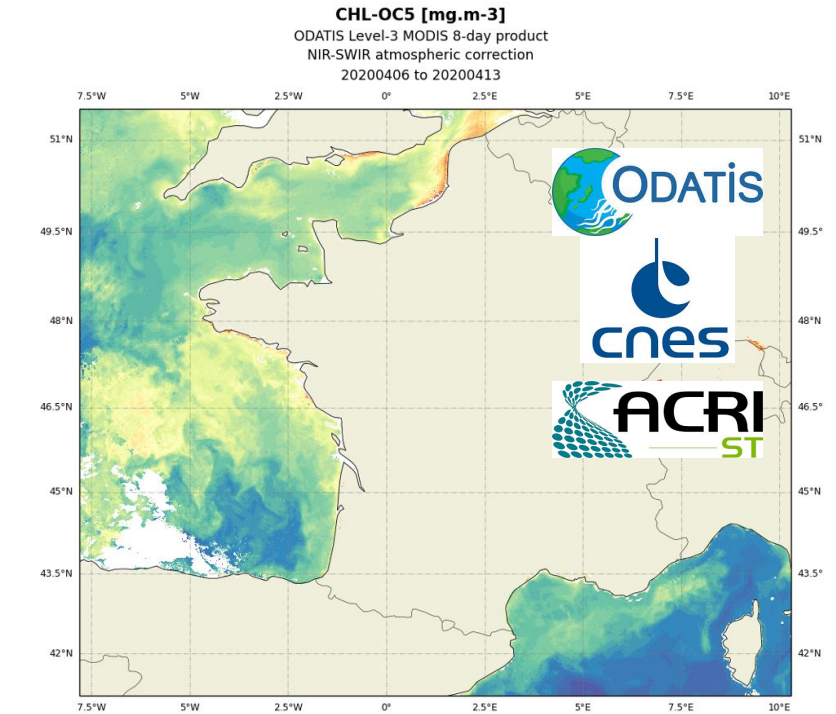 CHL-OC5 [mg.m-3]
ODATIS Level-3 MODIS 8-day product
NIR-SWIR atmospheric correction
20200406 to 20200413
7.5°W 5°W 2.5°W 0° 2.5°E 5°E 7.5°E 10°E
51°N 51°N
ODATIS
49.5°N 49.5°
48°N 48°N
cnes
46.5°N 46.5°
ACRI
ST
45°N 45°N
43.5°N 43.5°
42°N 42°N
7.5°W 5°W 2.5°W 0° 2.5°E 5°E 7.5°E 10°E